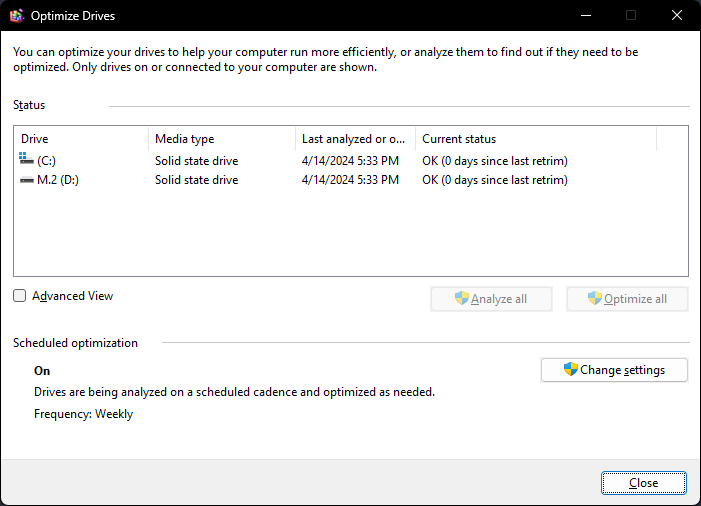 Optimize Drives
You can optimize your drives to help your computer run more efficiently, or analyze them to find out if they need to be
optimized. Only drives on or connected to your computer are shown.
Status
Drive Media type Last analyzed or o... Current status
(C:) Solid state drive 4/14/2024 5:33 PM OK (0 days since last retrim)
M.2 (D:) Solid state drive 4/14/2024 5:33 PM OK (0 days since last retrim)
Advanced View Analyze all Optimize all
Scheduled optimization
On Change settings
Drives are being analyzed on a scheduled cadence and optimized as needed.
Frequency: Weekly
Close